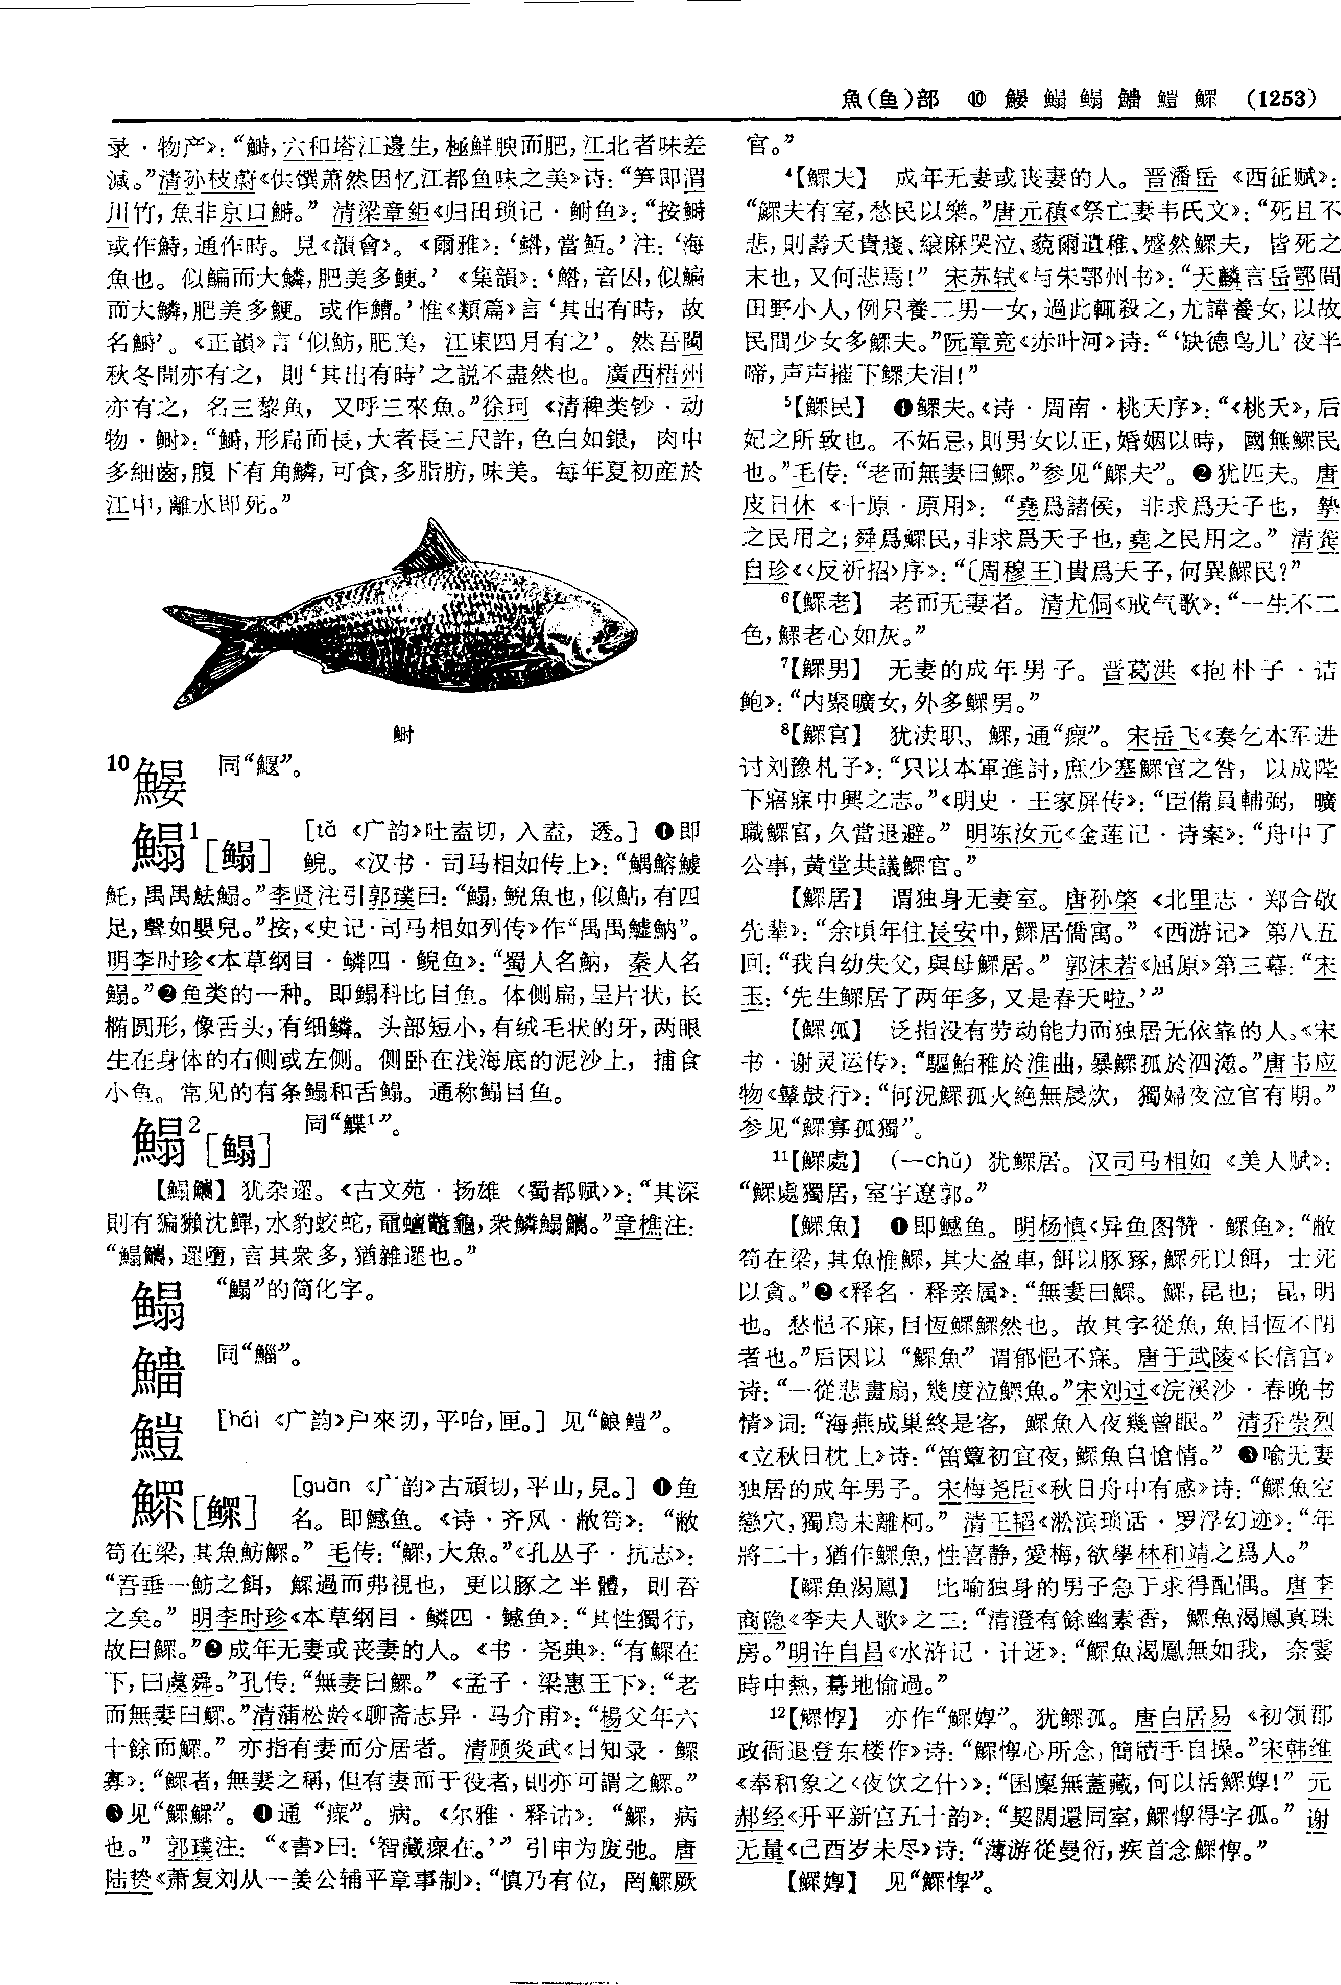 魚(鱼)部 ⑩ 鰋 鰨 鳎 鰽 鱧 鰥 (1253)
录·物产》：“鰣，六和塔江邊生，極鮮腴而肥，江北者味差
減。”清孙枝蔚《供馔萧然因忆江都鱼味之美》诗：“笋即渭
川竹，魚非京口鰣。” 清梁章鉅《归田琐记·鲥鱼》：“按鰣
或作鰣，通作時。見《韻會》。《爾雅》：‘鯦，當魱。’注：‘海
魚也。似鯿而大鱗，肥美多鯁。’ 《集韻》：‘鯦，音囚，似鯿
而大鱗，肥美多鯁。或作鰽。’惟《類篇》言‘其出有時，故
名鰣’。《正韻》言‘似魴，肥美，江東四月有之’。然吾閩
秋冬間亦有之，則‘其出有時’之説不盡然也。廣西梧州
亦有之，名三黎魚，又呼三來魚。”徐珂《清稗类钞·动
物·鲥》：“鰣，形扁而長，大者長三尺許，色白如銀，肉中
多細齒，腹下有角鱗，可食，多脂肪，味美。每年夏初産於
江中，離水即死。”
鲥
10 同“鰋”。
鰨1[鳎] [tǎ 《广韵》吐盍切，入盍，透。] ❶即
鲵。《汉书·司马相如传上》：“鰅鰫鰬
魠，禺禺魼鰨。”李贤注引郭璞曰：“鰨，鯢魚也，似鮎，有四
足，聲如嬰兒。”按，《史记·司马相如列传》作“禺禺鱋魶”。
明李时珍《本草纲目·鳞四·鲵鱼》：“蜀人名魶，秦人名
鰨。”❷鱼类的一种。即鳎科比目鱼。体侧扁，呈片状，长
椭圆形，像舌头，有细鳞。头部短小，有绒毛状的牙，两眼
生在身体的右侧或左侧。侧卧在浅海底的泥沙上，捕食
小鱼。常见的有条鳎和舌鳎。通称鳎目鱼。
鰨2[鳎] 同“鰈1”。
【鰨䲚】犹杂遝。《古文苑·扬雄〈蜀都赋〉》：“其深
則有猵獺沈鱓，水豹蛟蛇，黿蟺鼈龜，衆鱗鰨䲚。”章樵注：
“鰨䲚，遝墮，言其衆多，猶雜遝也。”
鳎 “鰨”的简化字。
同“鯔”。
[hái 《广韵》户來切，平咍，匣。] 见“鯸鮐”。
鰥[鳏] [guān 《广韵》古頑切，平山，見。] ❶鱼
名。即鱤鱼。《诗·齐风·敝笱》：“敝
笱在梁，其魚魴鰥。” 毛传：“鰥，大魚。”《孔丛子·抗志》：
“吾垂一魴之餌，鰥過而弗視也，更以豚之半體，則吞
之矣。” 明李时珍《本草纲目·鳞四·鱤鱼》：“其性獨行，
故曰鰥。”❷成年无妻或丧妻的人。《书·尧典》：“有鰥在
下，曰虞舜。”孔传：“無妻曰鰥。” 《孟子·梁惠王下》：“老
而無妻曰鰥。”清蒲松龄《聊斋志异·马介甫》：“楊父年六
十餘而鰥。” 亦指有妻而分居者。清顾炎武《日知录·鳏
寡》：“鰥者，無妻之稱，但有妻而于役者，則亦可謂之鰥。”
❸见“鰥鰥”。❹通“瘝”。病。《尔雅·释诂》：“鰥，病
也。” 郭璞注：“《書》曰：‘智藏瘝在。’” 引申为废弛。唐
陆贽《萧复刘从一姜公辅平章事制》：“慎乃有位，罔鰥厥
官。”
4【鰥夫】 成年无妻或丧妻的人。晋潘岳《西征赋》：
“鰥夫有室，愁民以樂。”唐元稹《祭亡妻韦氏文》：“死且不
悲，則壽夭貴賤、縗麻哭泣、藐爾遺稚、蹙然鰥夫，皆死之
末也，又何悲焉！” 宋苏轼《与朱鄂州书》：“天麟言岳鄂間
田野小人，例只養二男一女，過此輒殺之，尤諱養女，以故
民間少女多鰥夫。”阮章竞《赤叶河》诗：“‘缺德鸟儿’夜半
啼，声声摧下鳏夫泪！”
5【鰥民】 ❶鳏夫。《诗·周南·桃夭序》：“《桃夭》，后
妃之所致也。不妬忌，則男女以正，婚姻以時，國無鰥民
也。”毛传：“老而無妻曰鰥。”参见“鰥夫”。❷犹匹夫。唐
皮日休《十原·原用》：“堯爲諸侯，非求爲天子也，摯
之民用之；舜爲鰥民，非求爲天子也，堯之民用之。” 清龚
自珍《〈反祈招〉序》：“〔周穆王〕貴爲天子，何異鰥民？”
6【鰥老】 老而无妻者。清尤侗《戒气歌》：“一生不二
色，鰥老心如灰。”
7【鰥男】 无妻的成年男子。晋葛洪《抱朴子·诘
鲍》：“内聚曠女，外多鰥男。”
8【鰥官】 犹渎职。鰥，通“瘝”。宋岳飞《奏乞本军进
讨刘豫札子》：“只以本軍進討，庶少塞鰥官之咎，以成陛
下寤寐中興之志。”《明史·王家屏传》：“臣備員輔弼，曠
職鰥官，久當退避。” 明陈汝元《金莲记·诗案》：“舟中了
公事，黄堂共議鰥官。”
【鰥居】 谓独身无妻室。唐孙棨《北里志·郑合敬
先辈》：“余頃年住長安中，鰥居僑寓。” 《西游记》第八五
回：“我自幼失父，與母鰥居。” 郭沫若《屈原》第三幕：“宋
玉：‘先生鳏居了两年多，又是春天啦。’”
【鰥孤】 泛指没有劳动能力而独居无依靠的人。《宋
书·谢灵运传》：“驅鮐稚於淮曲，暴鰥孤於泗澨。”唐韦应
物《鼙鼓行》：“何況鰥孤火絶無晨炊，獨婦夜泣官有期。”
参见“鰥寡孤獨”。
11【鰥處】 (—chǔ) 犹鰥居。汉司马相如《美人赋》：
“鰥處獨居，室宇遼郭。”
【鰥魚】 ❶即鱤鱼。明杨慎《异鱼图赞·鳏鱼》：“敝
笱在梁，其魚惟鰥，其大盈車，餌以豚豕，鰥死以餌，士死
以貪。”❷《释名·释亲属》：“無妻曰鰥。鰥，昆也；昆，明
也。愁悒不寐，目恆鰥鰥然也。故其字從魚，魚目恆不閉
者也。”后因以“鰥魚”谓郁悒不寐。唐于武陵《长信宫》
诗：“一從悲畫扇，幾度泣鰥魚。”宋刘过《浣溪沙·春晚书
情》词：“海燕成巢終是客，鰥魚入夜幾曾眠。” 清乔崇烈
《立秋日枕上》诗：“笛簟初宜夜，鰥魚自愴情。” ❸喻无妻
独居的成年男子。宋梅尧臣《秋日舟中有感》诗：“鰥魚空
戀穴，獨鳥未離柯。” 清王韬《淞滨琐话·罗浮幻迹》：“年
將二十，猶作鰥魚，性喜静，愛梅，欲學林和靖之爲人。”
【鰥魚渴鳳】 比喻独身的男子急于求得配偶。唐李
商隐《李夫人歌》之二：“清澄有餘幽素香，鰥魚渴鳳真珠
房。”明许自昌《水浒记·计迓》：“鰥魚渴鳳無如我，奈霎
時中熱，驀地偷過。”
12【鰥惸】 亦作“鰥嫇”。犹鰥孤。唐白居易《初领郡
政衙退登东楼作》诗：“鰥惸心所念，簡牘手自操。”宋韩维
《奉和象之〈夜饮之什〉》：“囷廩無蓋藏，何以活鰥嫇！” 元
郝经《开平新宫五十韵》：“契闊還同室，鰥惸得字孤。” 谢
无量《己酉岁未尽》诗：“薄游從曼衍，疾首念鰥惸。”
【鰥嫇】 见“鰥惸”。